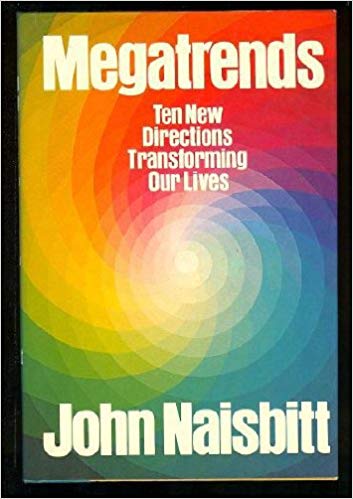 Megatrends
Ten New
Directions
Transforming
Our Lives
John Naisbitt